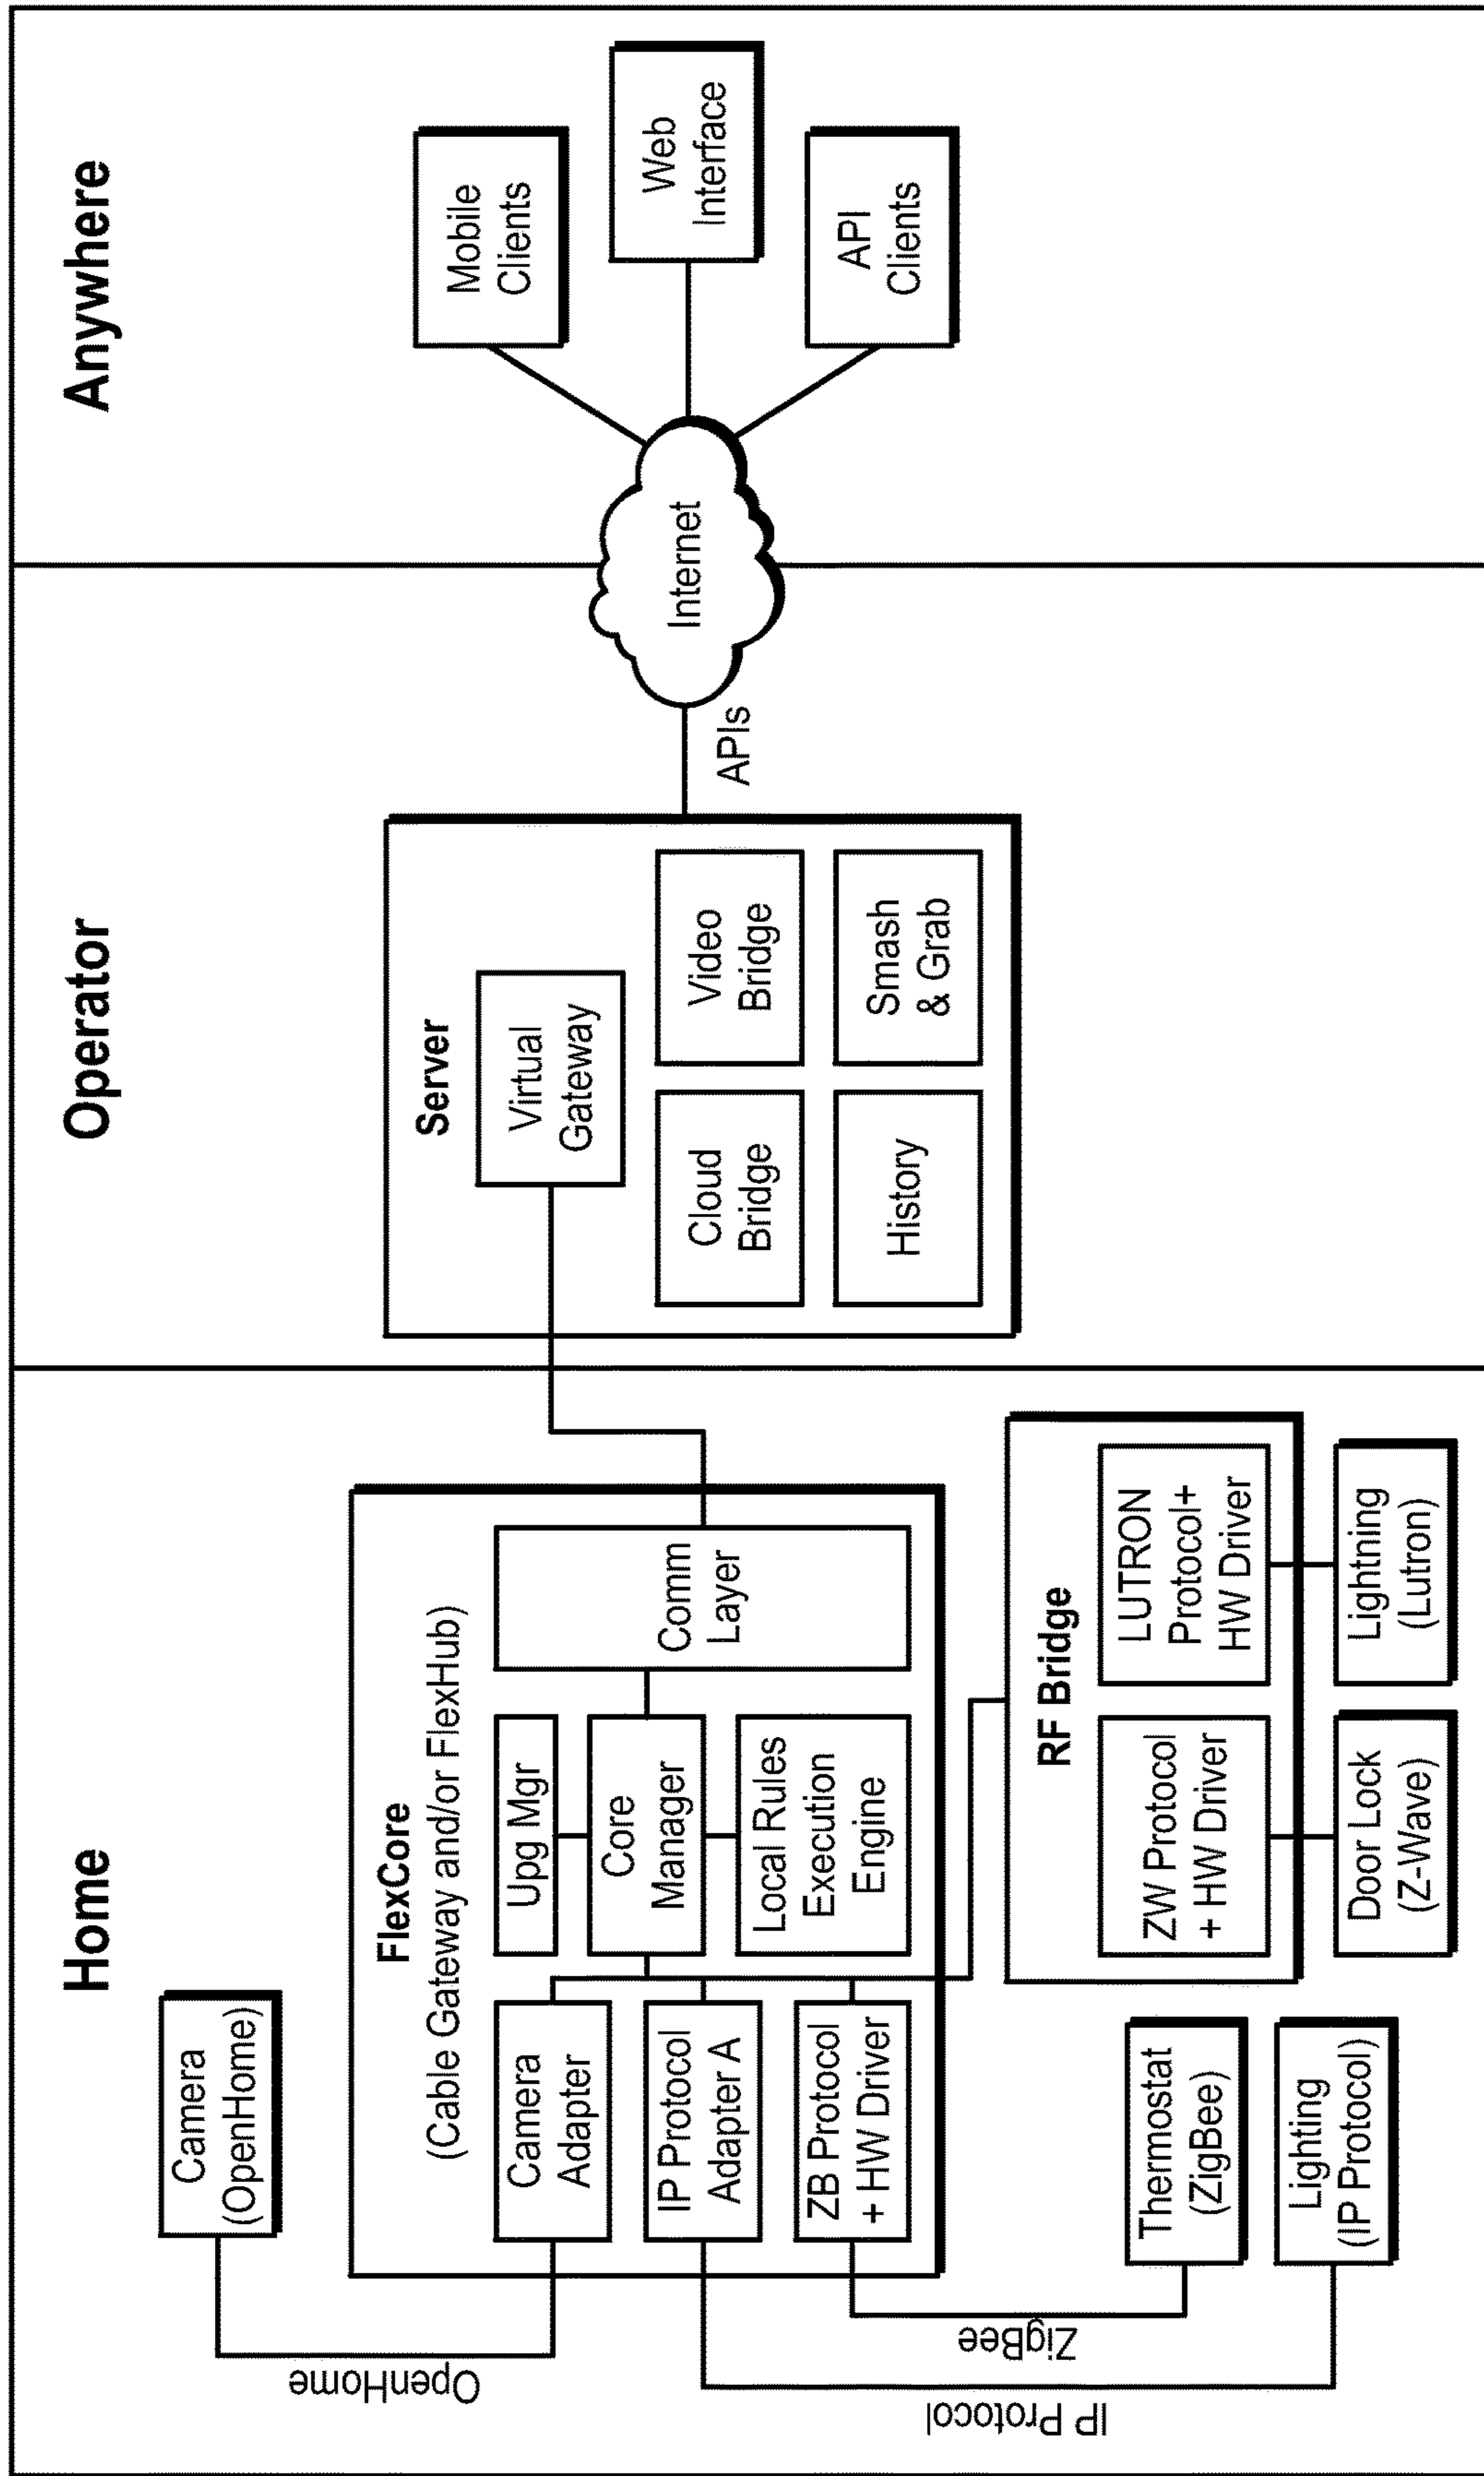 Home
Camera
(OpenHome)
OpenHome
FlexCore
(Cable Gateway and/or FlexHub)
Camera
Adapter
IP Protocol
Adapter A
ZB Protocol
+ HW Driver
Upg Mgr
Core
Manager
Local Rules
Execution
Engine
Comm
Layer
ZigBee
IP Protocol
Thermostat
(ZigBee)
Lighting
(IP Protocol)
RF Bridge
ZW Protocol
+ HW Driver
LUTRON
Protocol+
HW Driver
Door Lock
(Z-Wave)
Lightning
(Lutron)
Operator
Server
Virtual
Gateway
Cloud
Bridge
Video
Bridge
History
Smash
& Grab
APIs
Internet
Anywhere
Mobile
Clients
Web
Interface
API
Clients